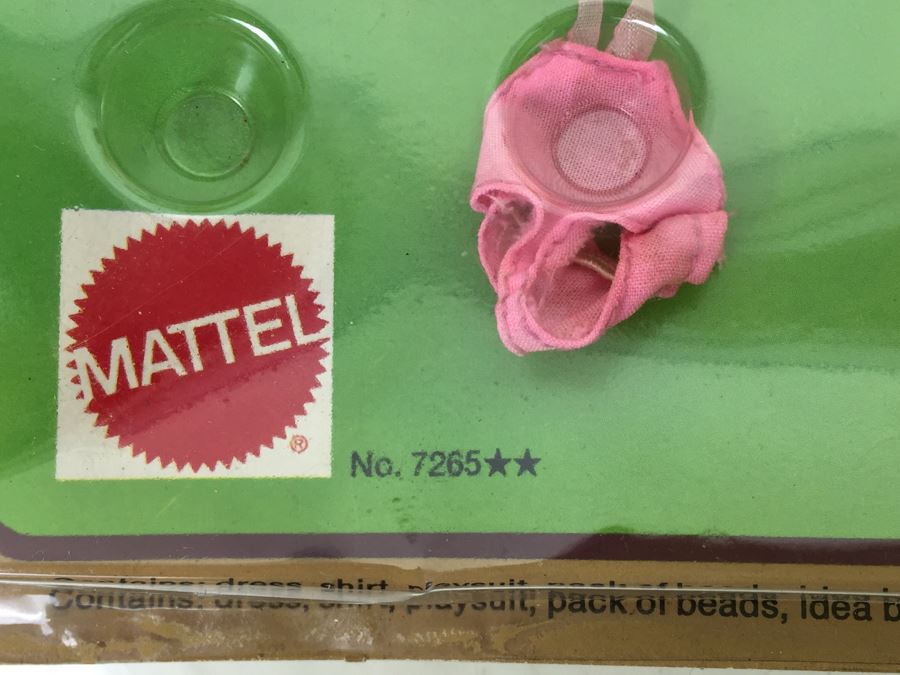 MATTEL
®
No. 7265★★
Contains: dress, shirt, playsuit, pack of beads, idea b